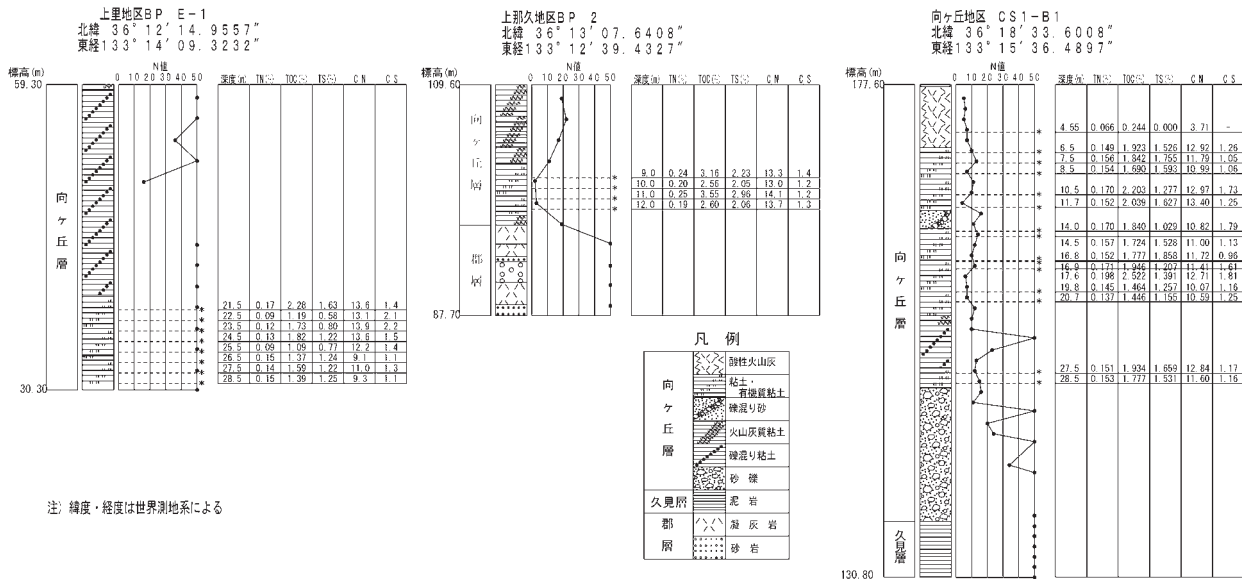 上里地区BP E-1
北緯 36°12′14.9557″
東経133°14′09.3232″
標高(m)
N値
0 10 20 30 40 50
深度(m) TN(%) TOC(%) TS(%) C/N C/S
59.30
向ヶ丘層
21.5 0.17 2.28 1.63 13.6 1.4
22.5 0.09 1.19 0.58 13.1 2.1
23.5 0.12 1.73 0.80 13.9 2.2
24.5 0.13 1.82 1.22 13.6 1.5
25.5 0.09 1.09 0.77 12.2 1.4
26.5 0.15 1.37 1.24 9.1 1.1
27.5 0.14 1.59 1.22 11.0 1.3
28.5 0.15 1.39 1.25 9.3 1.1
30.30
注) 緯度・経度は世界測地系による
上那久地区BP 2
北緯 36°13′07.6408″
東経133°12′39.4327″
標高(m)
N値
0 10 20 30 40 50
深度(m) TN(%) TOC(%) TS(%) C/N C/S
109.60
向ヶ丘層
9.0 0.24 3.16 2.23 13.3 1.4
10.0 0.20 2.55 2.05 13.0 1.2
11.0 0.25 3.55 2.96 14.1 1.2
12.0 0.19 2.60 2.06 13.7 1.3
郡層
87.70
凡例
向ヶ丘層
酸性火山灰
粘土・
有機質粘土
礫混り砂
火山灰質粘土
礫混り粘土
砂礫
久見層
泥岩
郡層
凝灰岩
砂岩
向ヶ丘地区 CS1-B1
北緯 36°18′33.6008″
東経133°15′36.4897″
標高(m)
N値
0 10 20 30 40 50
深度(m) TN(%) TOC(%) TS(%) C/N C/S
177.60
4.55 0.066 0.244 0.000 3.71 -
6.5 0.149 1.923 1.526 12.92 1.26
7.5 0.156 1.842 1.755 11.79 1.05
8.5 0.154 1.690 1.593 10.99 1.06
10.5 0.170 2.203 1.277 12.97 1.73
11.7 0.152 2.039 1.627 13.40 1.25
14.0 0.170 1.840 1.029 10.82 1.79
14.5 0.157 1.724 1.528 11.00 1.13
16.8 0.152 1.777 1.858 11.72 0.96
16.9 0.171 1.946 1.207 11.41 1.61
17.6 0.198 2.522 1.391 12.71 1.81
19.8 0.145 1.464 1.257 10.07 1.16
20.7 0.137 1.446 1.155 10.59 1.25
向ヶ丘層
27.5 0.151 1.934 1.659 12.84 1.17
28.5 0.153 1.777 1.531 11.60 1.16
久見層
130.80